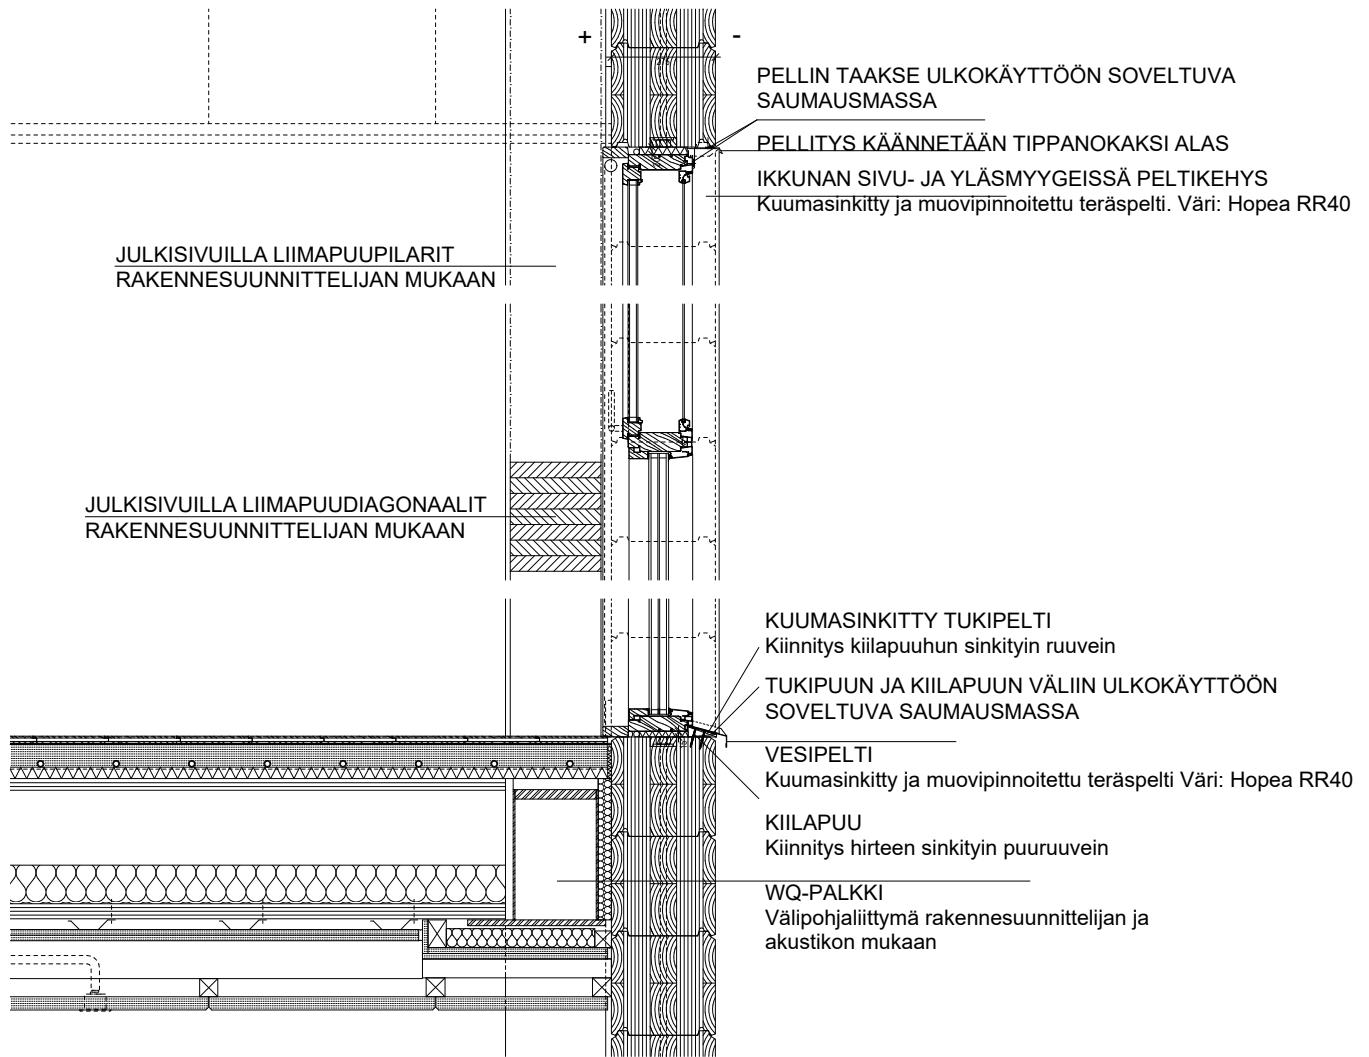 +
-
PELLIN TAAKSE ULKOKÄYTTÖÖN SOVELTUVA
SAUMAUSMASSA
PELLITYS KÄÄNNETÄÄN TIPPANOKAKSI ALAS
IKKUNAN SIVU- JA YLÄSMYYGEISSÄ PELTIKEHYS
Kuumasinkitty ja muovipinnoitettu teräspelti. Väri: Hopea RR40
JULKISIVUILLA LIIMAPUUPILARIT
RAKENNESUUNNITTELIJAN MUKAAN
JULKISIVUILLA LIIMAPUUDIAGONAALIT
RAKENNESUUNNITTELIJAN MUKAAN
KUUMASINKITTY TUKIPELTI
Kiinnitys kiilapuuhun sinkityin ruuvein
TUKIPUUN JA KIILAPUUN VÄLIIN ULKOKÄYTTÖÖN
SOVELTUVA SAUMAUSMASSA
VESIPELTI
Kuumasinkitty ja muovipinnoitettu teräspelti Väri: Hopea RR40
KIILAPUU
Kiinnitys hirteen sinkityin puuruuvein
WQ-PALKKI
Välipohjaliittymä rakennesuunnittelijan ja
akustikon mukaan